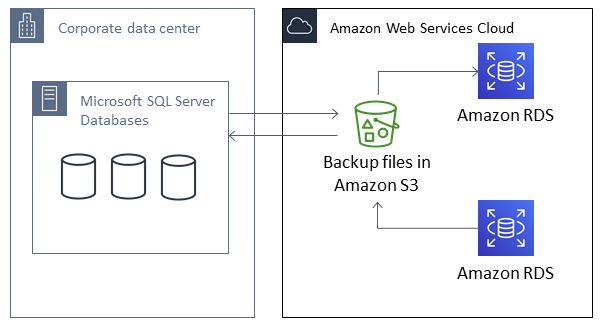 Corporate data center
Microsoft SQL Server
Databases
Amazon Web Services Cloud
Backup files in
Amazon S3
Amazon RDS
Amazon RDS